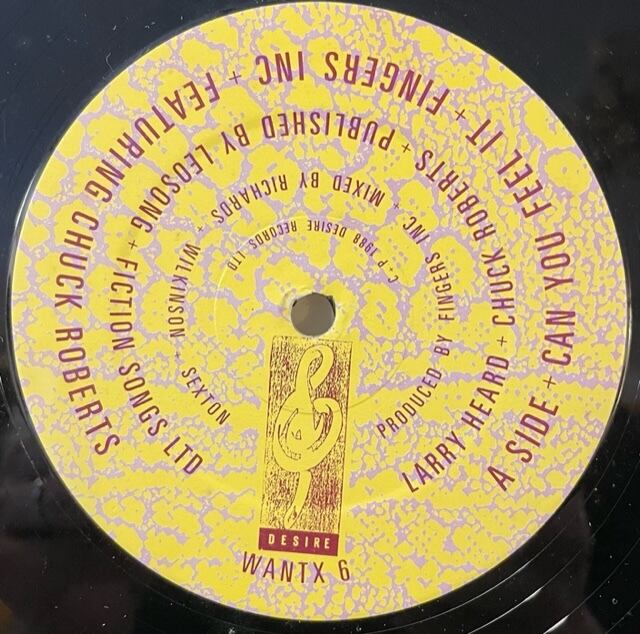 A SIDE + CAN YOU FEEL IT + FINGERS INC + FEATURING CHUCK ROBERTS
LARRY HEARD + CHUCK ROBERTS + PUBLISHED BY LEOSONG + FICTION SONGS LTD
PRODUCED BY FINGERS INC + MIXED BY RICHARDS + WILKINSON + SEXTON
C P 1988 DESIRE RECORDS LTD
DESIRE
WANTX 6